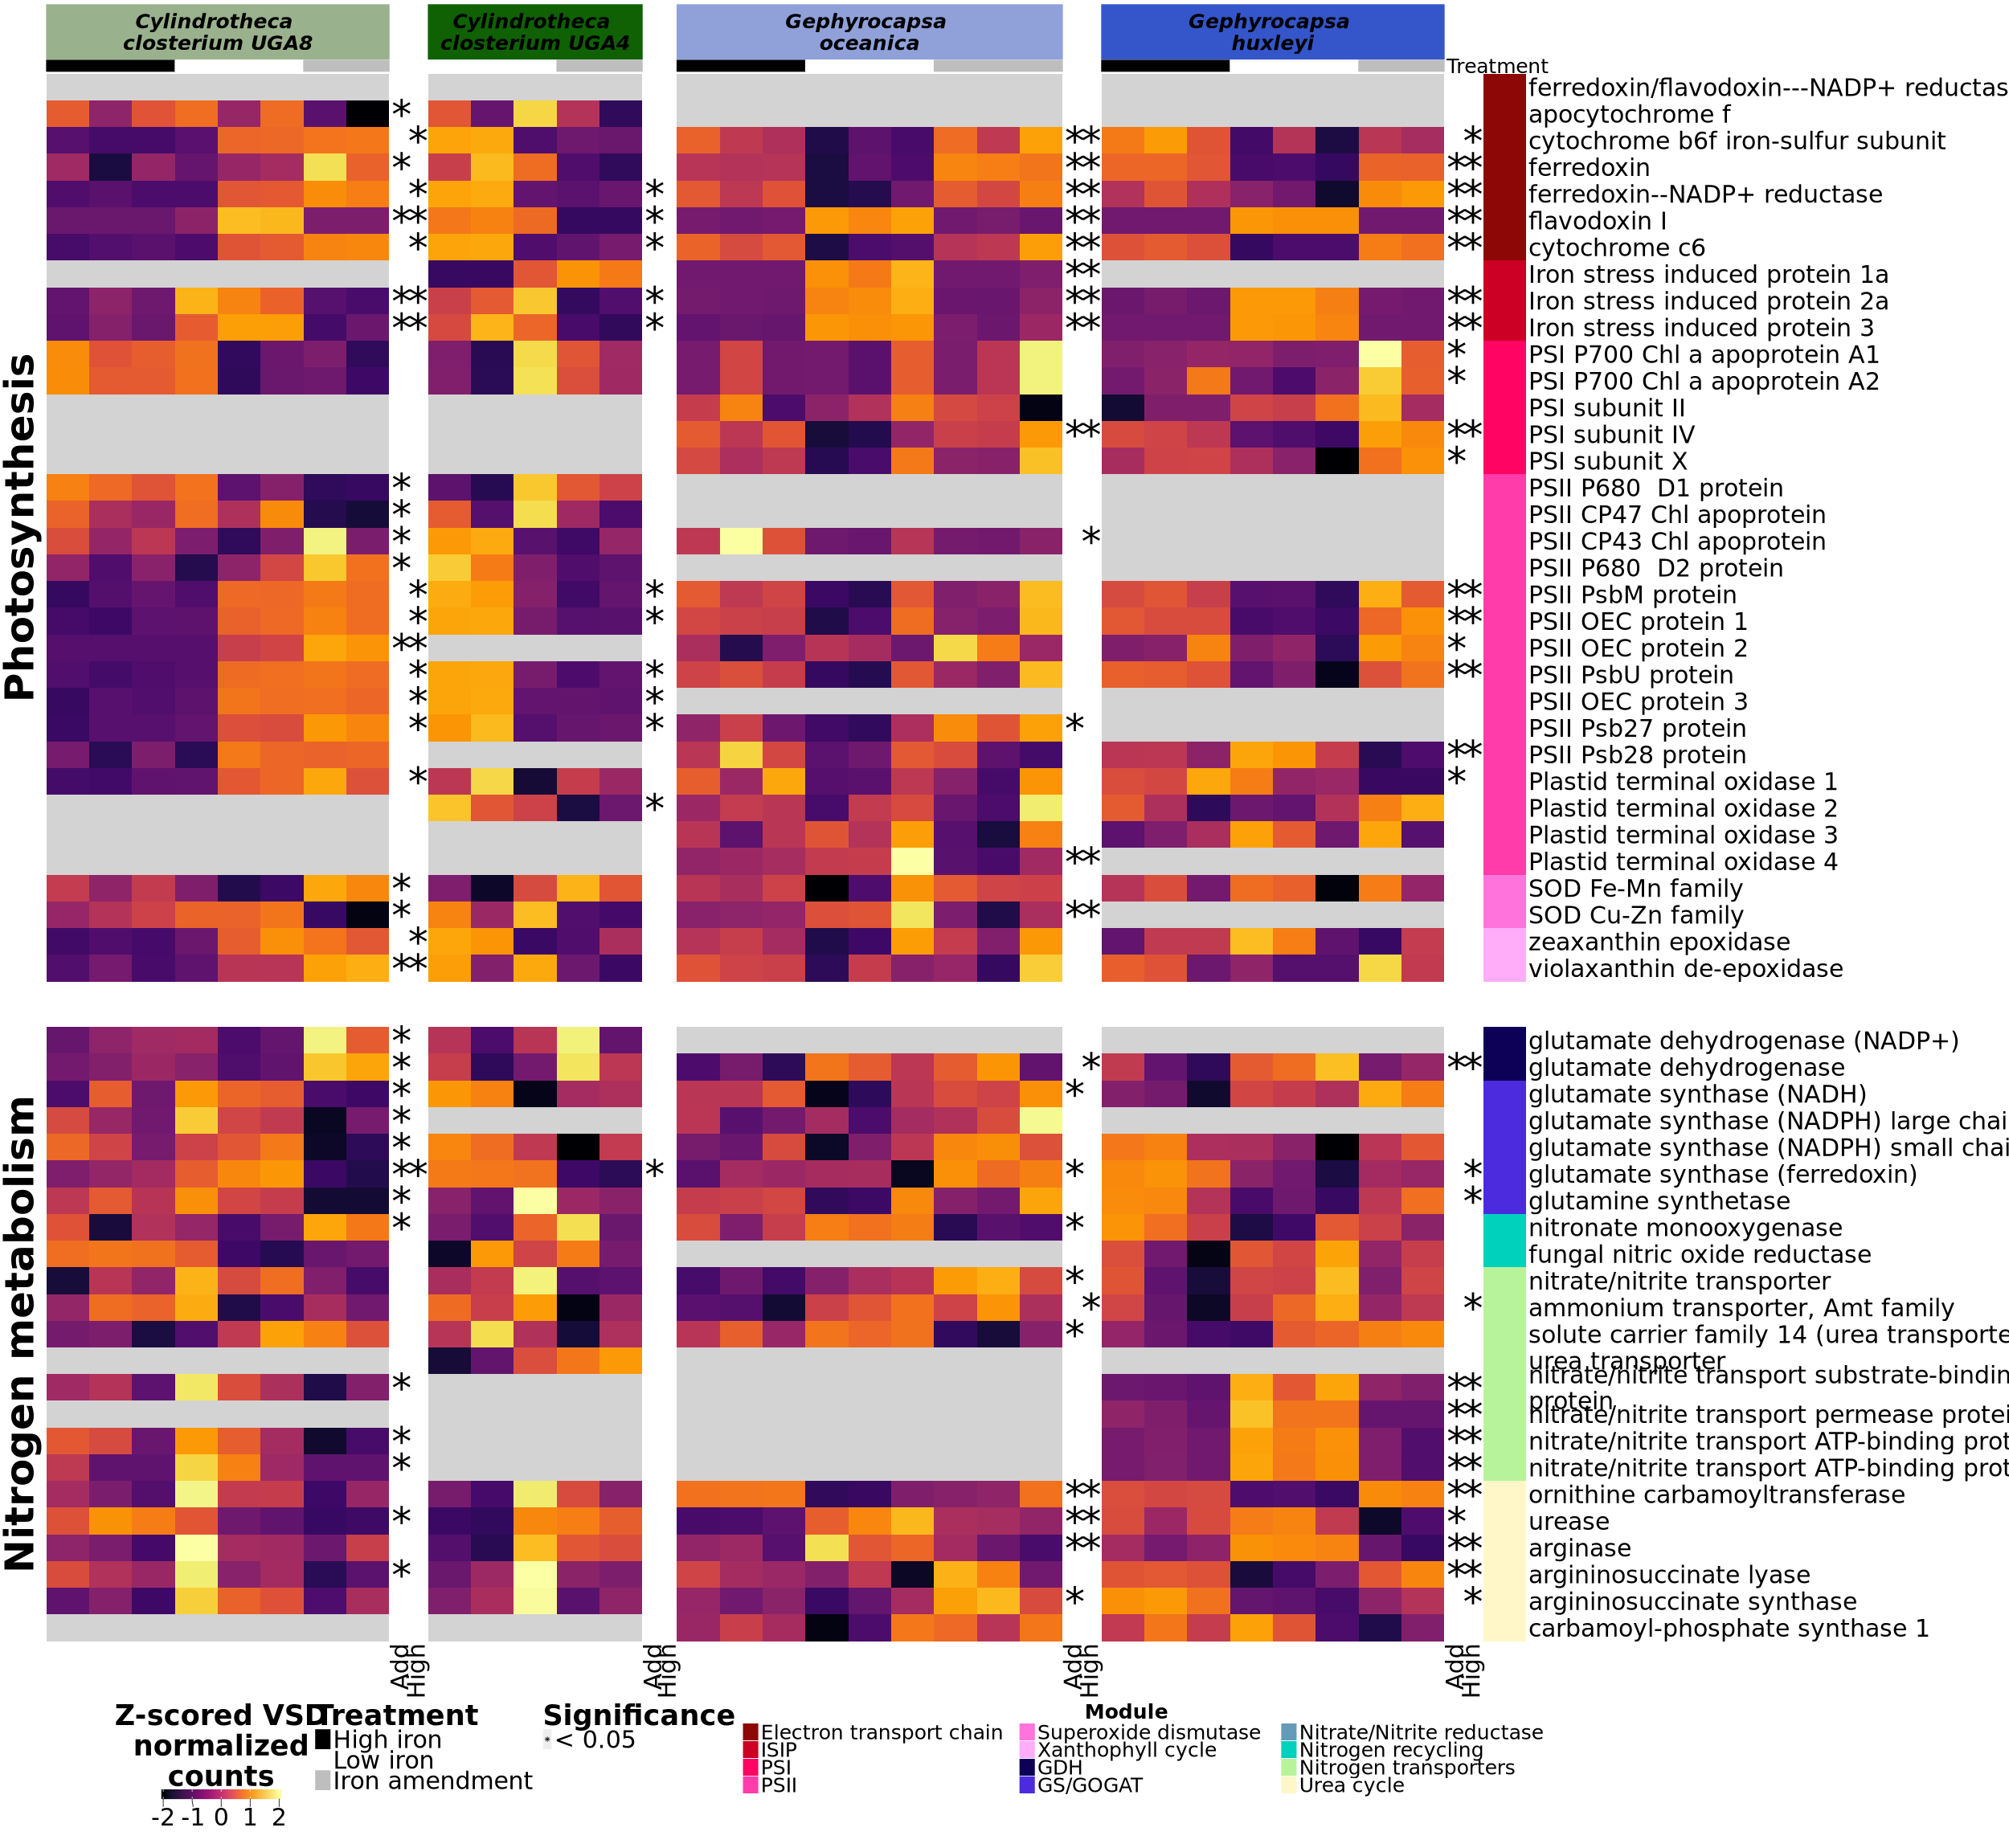 Cylindrotheca
closterium UGA8
Cylindrotheca
closterium UGA4
Gephyrocapsa
oceanica
Gephyrocapsa
huxleyi
Treatment
Photosynthesis
ferredoxin/flavodoxin---NADP+ reductas
apocytochrome f
*
cytochrome b6f iron-sulfur subunit
* ** *
ferredoxin
* ** **
ferredoxin--NADP+ reductase
* * ** **
flavodoxin I
** * ** **
cytochrome c6
* * ** **
Iron stress induced protein 1a
**
Iron stress induced protein 2a
** * ** **
Iron stress induced protein 3
** * ** **
PSI P700 Chl a apoprotein A1
*
PSI P700 Chl a apoprotein A2
*
PSI subunit II
PSI subunit IV
** **
PSI subunit X
*
PSII P680  D1 protein
*
PSII CP47 Chl apoprotein
*
PSII CP43 Chl apoprotein
* *
PSII P680  D2 protein
*
PSII PsbM protein
* * **
PSII OEC protein 1
* * **
PSII OEC protein 2
** *
PSII PsbU protein
* * **
PSII OEC protein 3
* *
PSII Psb27 protein
* * *
PSII Psb28 protein
**
Plastid terminal oxidase 1
* *
Plastid terminal oxidase 2
*
Plastid terminal oxidase 3
Plastid terminal oxidase 4
**
SOD Fe-Mn family
*
SOD Cu-Zn family
* **
zeaxanthin epoxidase
*
violaxanthin de-epoxidase
**
Nitrogen metabolism
glutamate dehydrogenase (NADP+)
*
glutamate dehydrogenase
* * **
glutamate synthase (NADH)
* *
glutamate synthase (NADPH) large chai
*
glutamate synthase (NADPH) small chai
*
glutamate synthase (ferredoxin)
** * * *
glutamine synthetase
* *
nitronate monooxygenase
* *
fungal nitric oxide reductase
nitrate/nitrite transporter
*
ammonium transporter, Amt family
* *
solute carrier family 14 (urea transporte
*
urea transporter
nitrate/nitrite transport substrate-bindin
protein
* **
nitrate/nitrite transport permease protei
**
nitrate/nitrite transport ATP-binding prot
* **
nitrate/nitrite transport ATP-binding prot
* **
ornithine carbamoyltransferase
** **
urease
* ** *
arginase
** **
argininosuccinate lyase
* **
argininosuccinate synthase
* *
carbamoyl-phosphate synthase 1
Add
High
Add
High
Add
High
Add
High
Z-scored VSD
normalized
counts
-2 -1 0 1 2
Treatment
High iron
Low iron
Iron amendment
Significance
* < 0.05
Module
Electron transport chain
ISIP
PSI
PSII
Superoxide dismutase
Xanthophyll cycle
GDH
GS/GOGAT
Nitrate/Nitrite reductase
Nitrogen recycling
Nitrogen transporters
Urea cycle